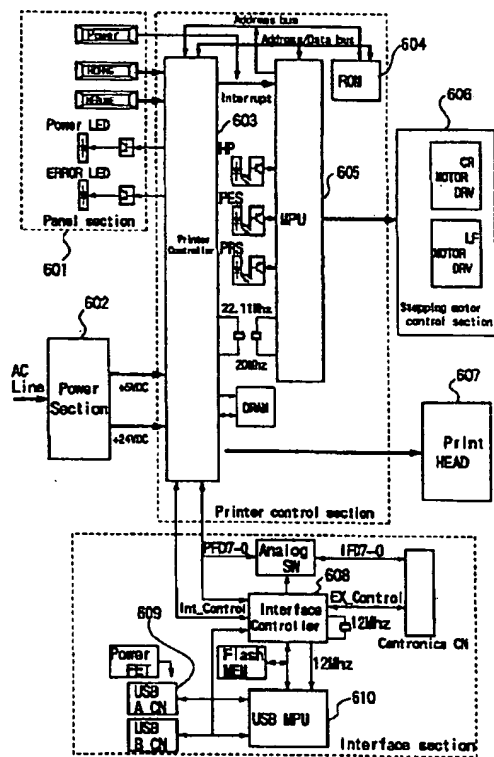 Address bus
Power
Address/Data bus
604
ROM
Interrupt
603
606
Power LED
ERROR LED
Panel section
601
HP
605
PES
MPU
PRS
Printer
Controller
CR
MOTOR
DRV
LF
MOTOR
DRV
Stepping motor
control section
602
22.11Mhz
20Mhz
AC
Line
Power
Section
+5VDC
+24VDC
DRAM
607
Print
HEAD
Printer control section
PFD7-0
Analog
SW
IFD7-0
608
Int_Control
Interface
Controller
EX_Control
12Mhz
Centronics CN
609
Power
FET
Flash
MEM
12Mhz
USB
A CN
USB
B CN
USB MPU
610
Interface section